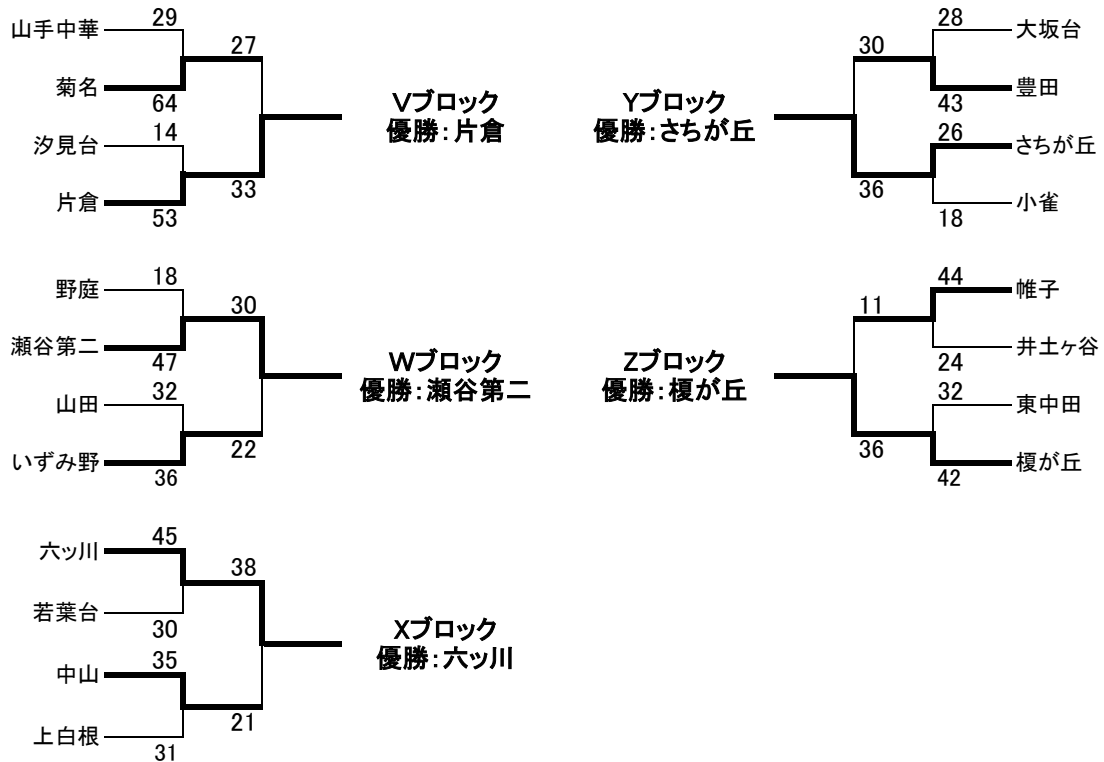 山手中華
29
27
菊名
64
汐見台
14
片倉
53
33
Vブロック
優勝:片倉
野庭
18
30
瀬谷第二
47
山田
32
いずみ野
36
22
Wブロック
優勝:瀬谷第二
六ッ川
45
38
若葉台
30
中山
35
上白根
31
21
Xブロック
優勝:六ッ川
Yブロック
優勝:さちが丘
30
28
大坂台
豊田
43
26
さちが丘
36
小雀
18
Zブロック
優勝:榎が丘
11
44
帷子
井土ヶ谷
24
32
東中田
36
榎が丘
42